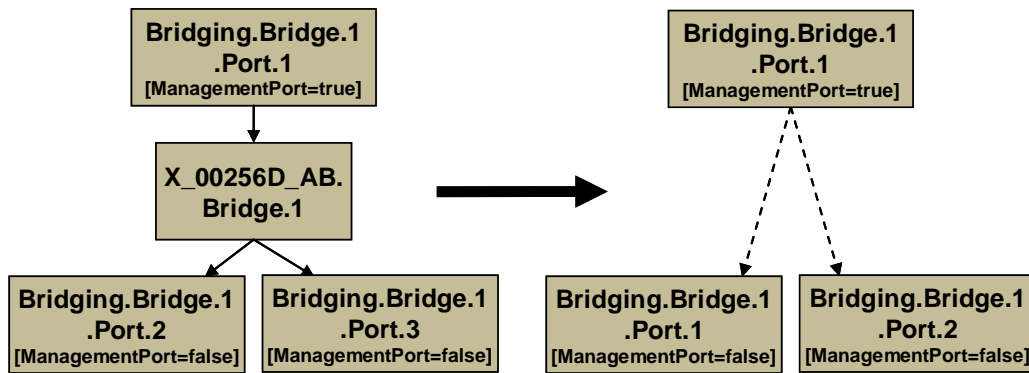 Bridging.Bridge.1
.Port.1
[ManagementPort=true]
X_00256D_AB.
Bridge.1
Bridging.Bridge.1
.Port.2
[ManagementPort=false]
Bridging.Bridge.1
.Port.3
[ManagementPort=false]
Bridging.Bridge.1
.Port.1
[ManagementPort=true]
Bridging.Bridge.1
.Port.1
[ManagementPort=false]
Bridging.Bridge.1
.Port.2
[ManagementPort=false]